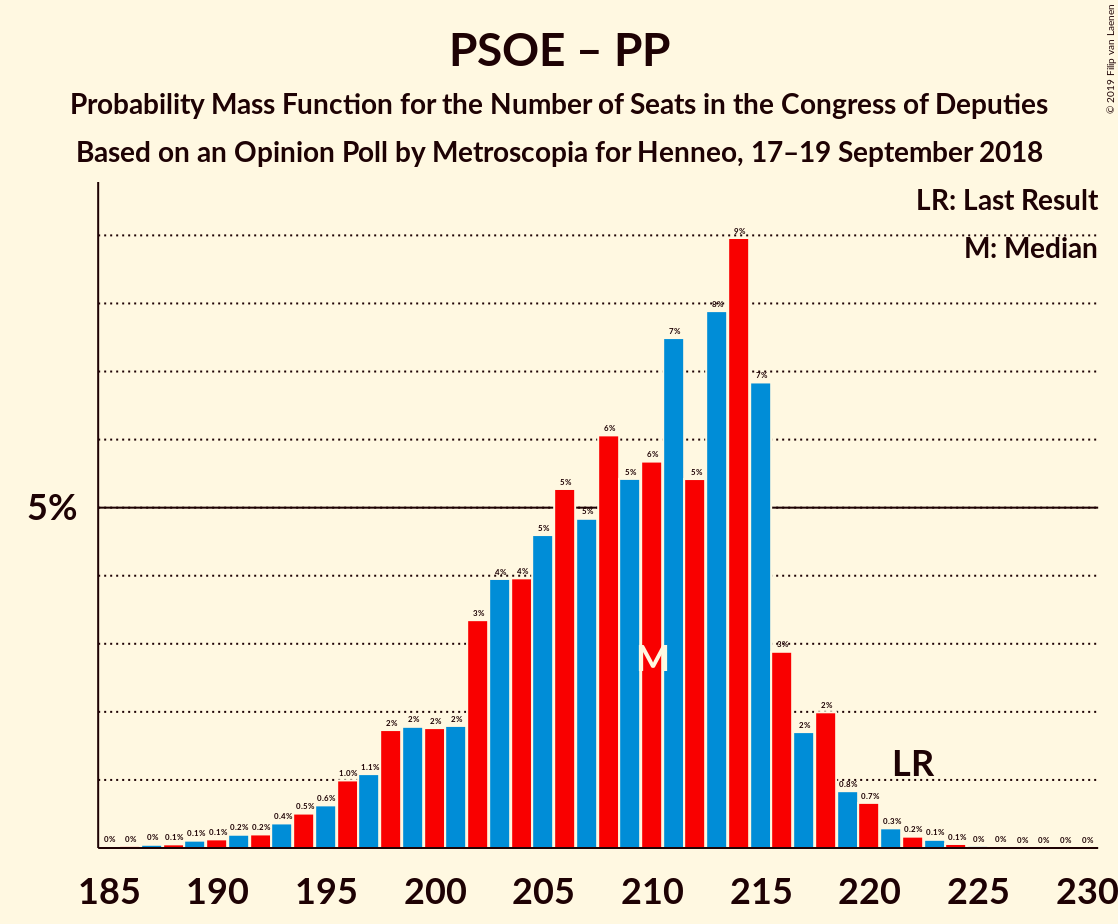 PSOE – PP
Probability Mass Function for the Number of Seats in the Congress of Deputies
Based on an Opinion Poll by Metroscopia for Henneo, 17–19 September 2018
© 2019 Filip van Laenen
LR: Last Result
M: Median
5%
0% 0% 0% 0.1% 0.1% 0.1% 0.2% 0.2% 0.4% 0.5% 0.6% 1.0% 1.1% 2% 2% 2% 2% 3% 4% 4% 5% 5% 5% 6% 5% 6% 7% 5% 8% 9% 7% 3% 2% 2% 0.8% 0.7% 0.3% 0.2% 0.1% 0.1% 0% 0% 0% 0% 0% 0%
M
LR
185 190 195 200 205 210 215 220 225 230